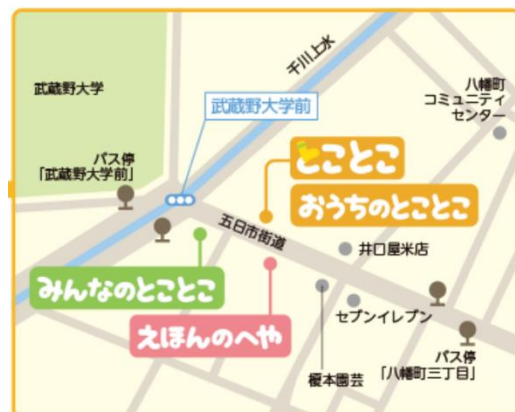 千川上水
武蔵野大学
武蔵野大学前
八幡町
コミュニティ
センター
バス停
「武蔵野大学前」
とことこ
おうちのとことこ
五日市街道
井口屋米店
みんなのとことこ
えほんのへや
セブンイレブン
榎本園芸
バス停
「八幡町三丁目」